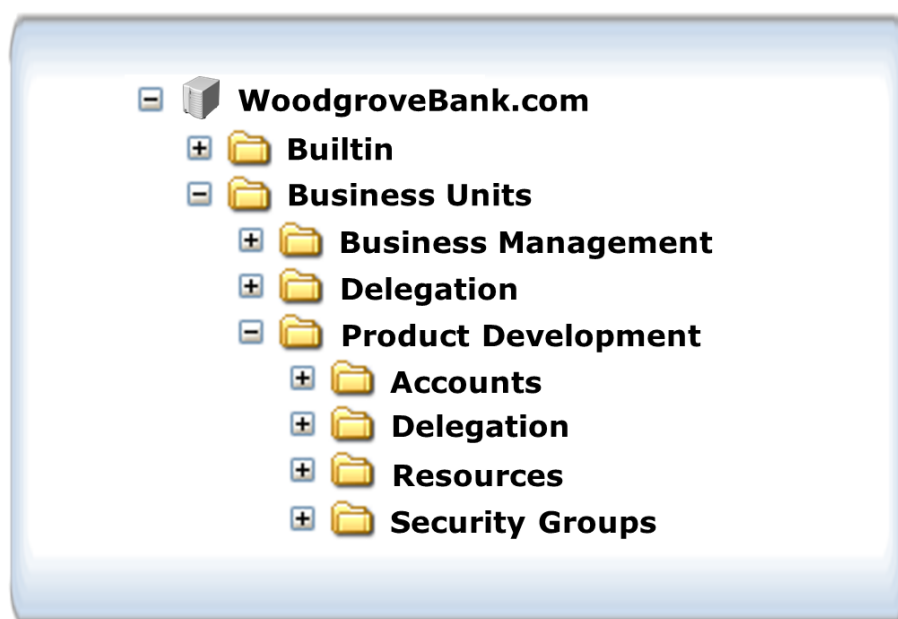 WoodgroveBank.com
Builtin
Business Units
Business Management
Delegation
Product Development
Accounts
Delegation
Resources
Security Groups